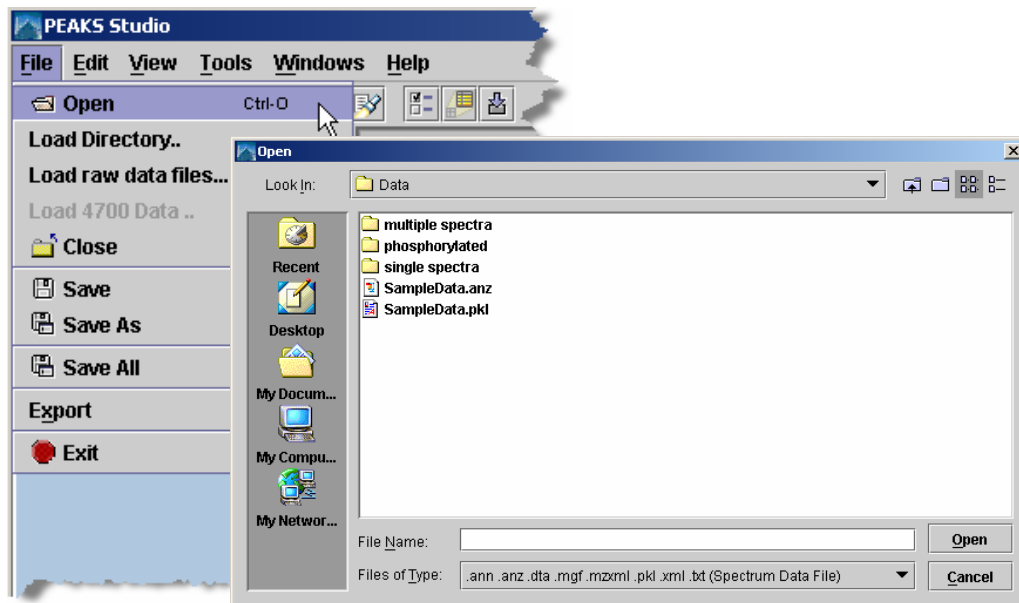 PEAKS Studio
File Edit View Tools Windows Help
Open Ctrl-O
Load Directory..
Load raw data files...
Load 4700 Data ..
Close
Save
Save As
Save All
Export
Exit
Open
Look In: Data
Recent
Desktop
My Docum...
My Compu...
My Networ...
multiple spectra
phosphorylated
single spectra
SampleData.anz
SampleData.pkl
File Name: Open
Files of Type: .ann .anz .dta .mgf .mzxml .pkl .xml .txt (Spectrum Data File) Cancel